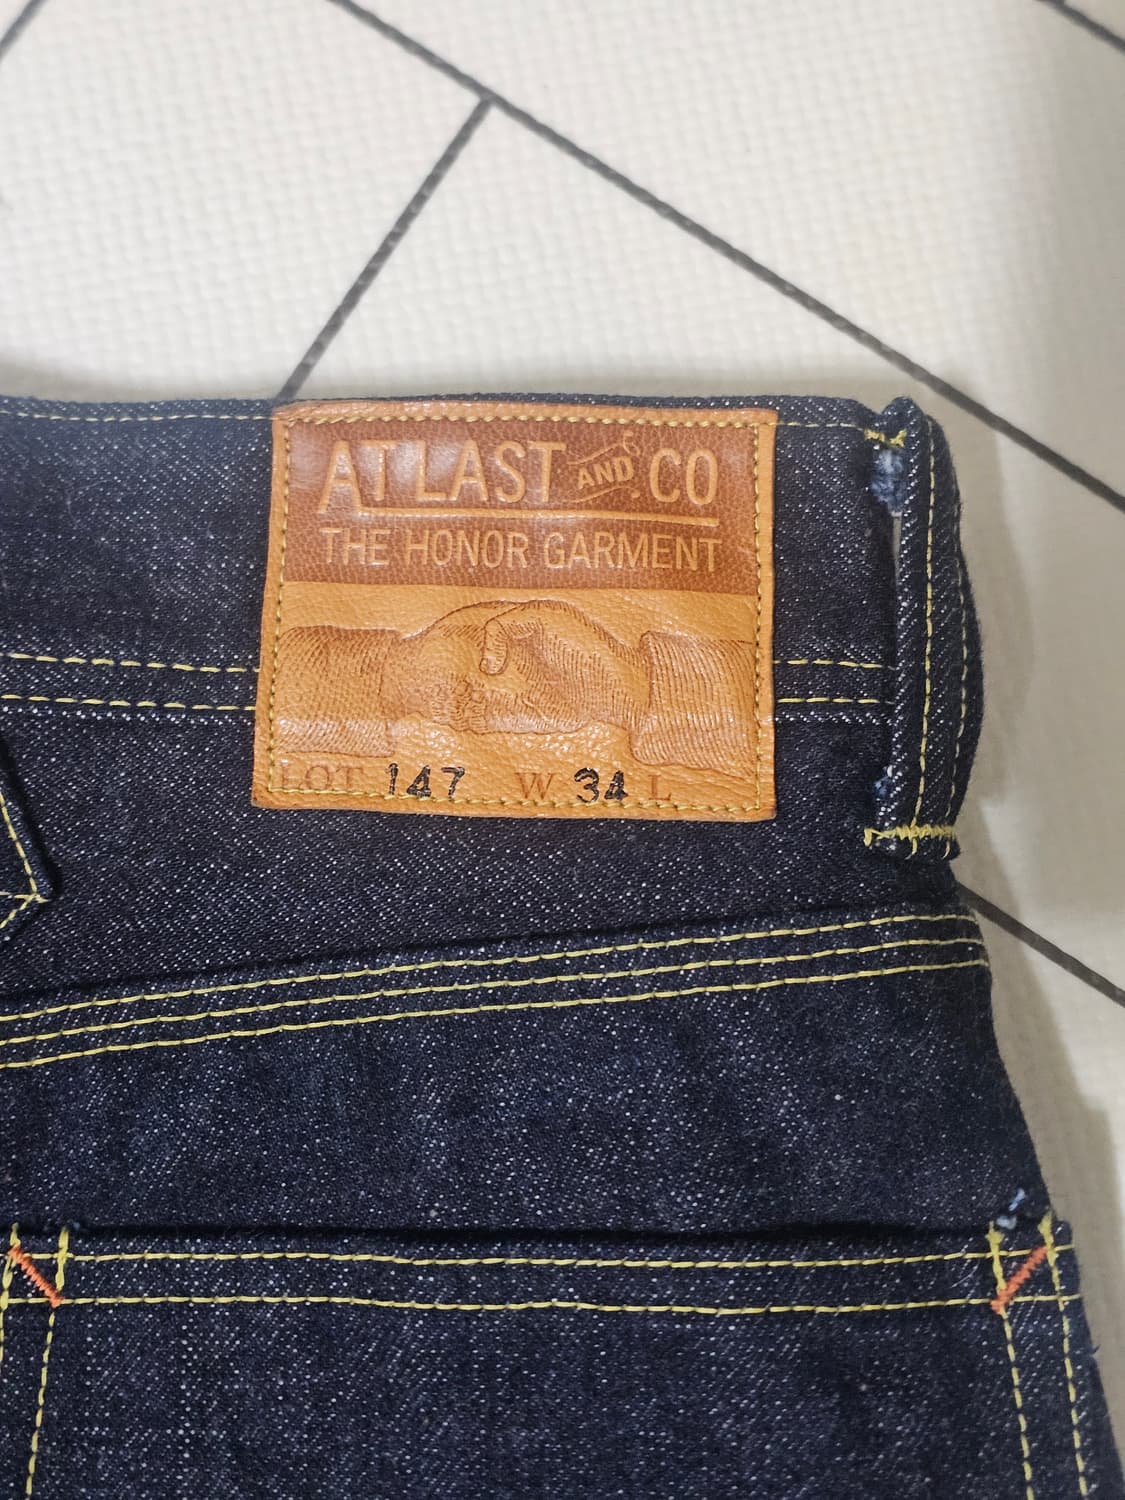 AT LAST AND CO
THE HONOR GARMENT
LOT 147 W 34 L